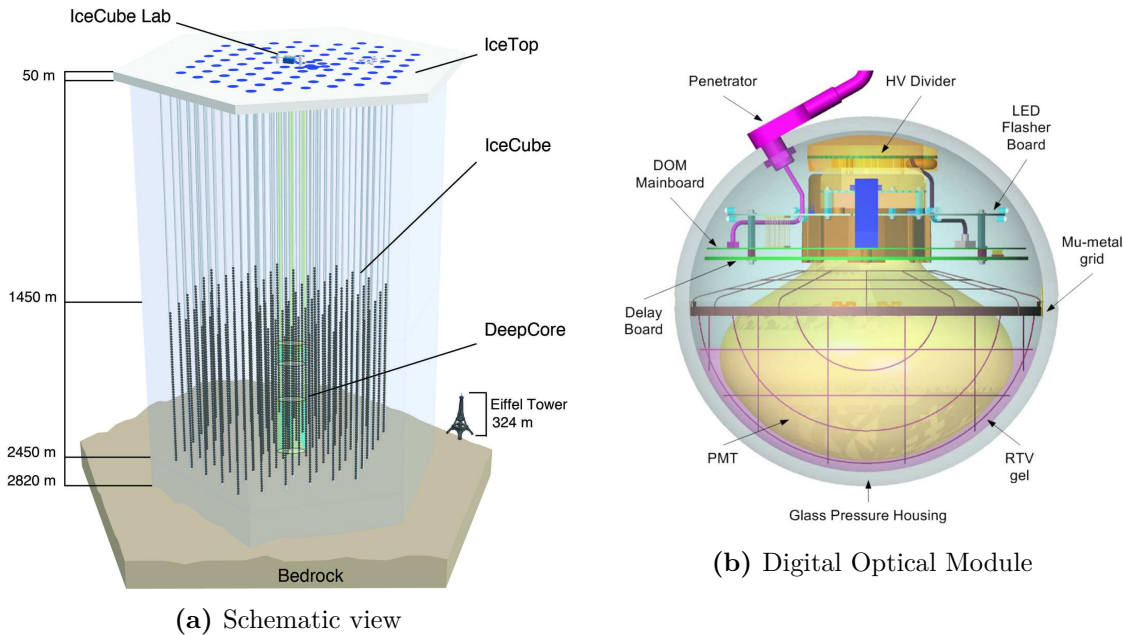 IceCube Lab
IceTop
50 m
IceCube
1450 m
DeepCore
Eiffel Tower
324 m
2450 m
2820 m
Bedrock
(a) Schematic view
Penetrator
HV Divider
LED
Flasher
Board
DOM
Mainboard
Mu-metal
grid
Delay
Board
PMT
RTV
gel
Glass Pressure Housing
(b) Digital Optical Module